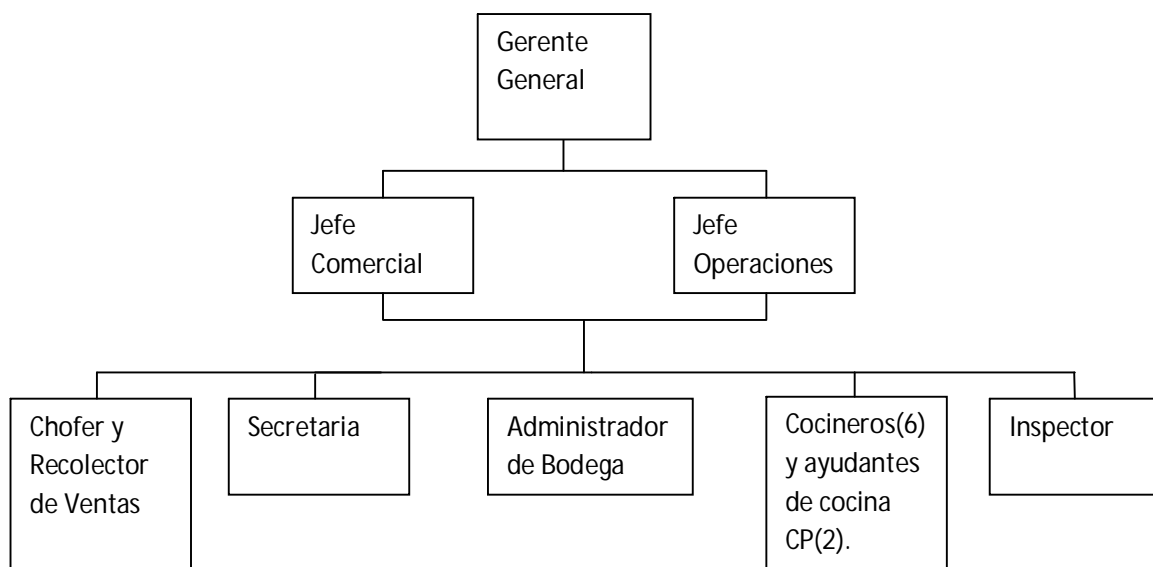 Gerente
General
Jefe
Comercial
Jefe
Operaciones
Chofer y
Recolector
de Ventas
Secretaria
Administrador
de Bodega
Cocineros(6)
y ayudantes
de cocina
CP(2).
Inspector